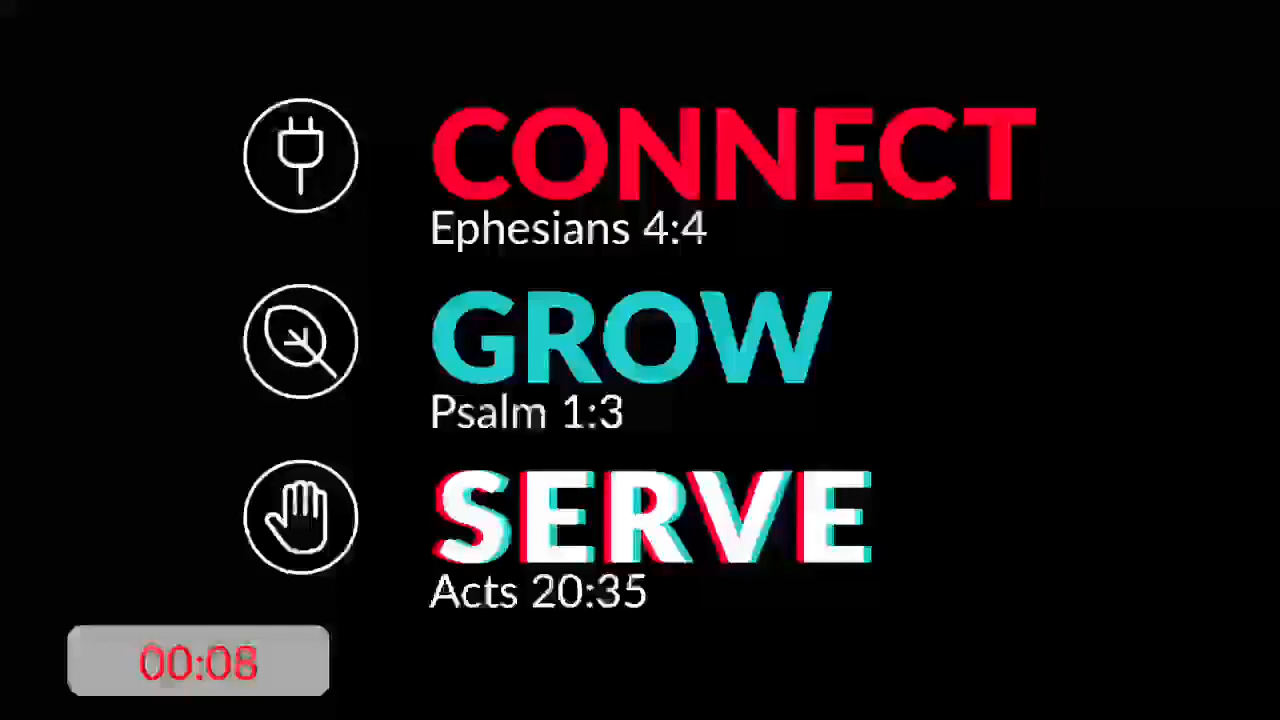 CONNECT
Ephesians 4:4
GROW
Psalm 1:3
SERVE
Acts 20:35
00:08